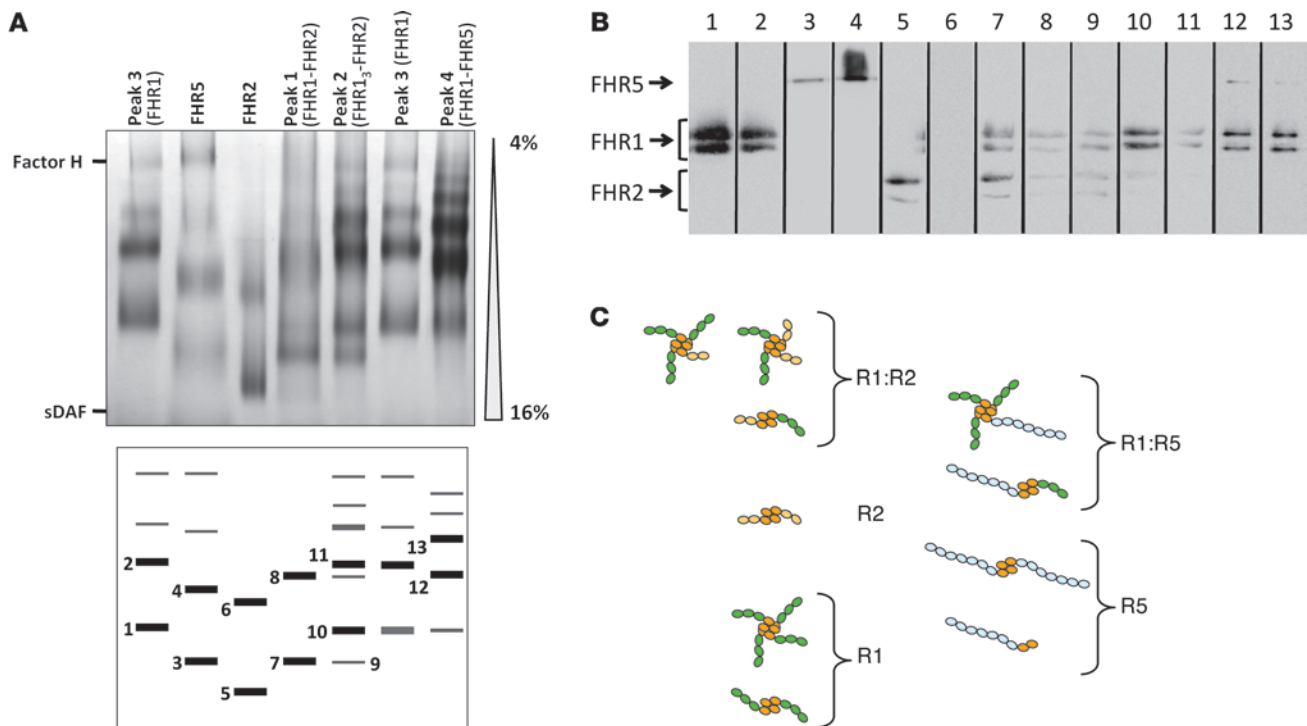 A
Peak 3
(FHR1)
FHR5
FHR2
Peak 1
(FHR1-FHR2)
Peak 2
(FHR1₃-FHR2)
Peak 3 (FHR1)
Peak 4
(FHR1-FHR5)
Factor H
sDAF
4%
16%
2
1
4
3
6
5
8
7
11
10
9
13
12
B
1 2 3 4 5 6 7 8 9 10 11 12 13
FHR5
FHR1
FHR2
C
R1:R2
R1:R5
R2
R5
R1